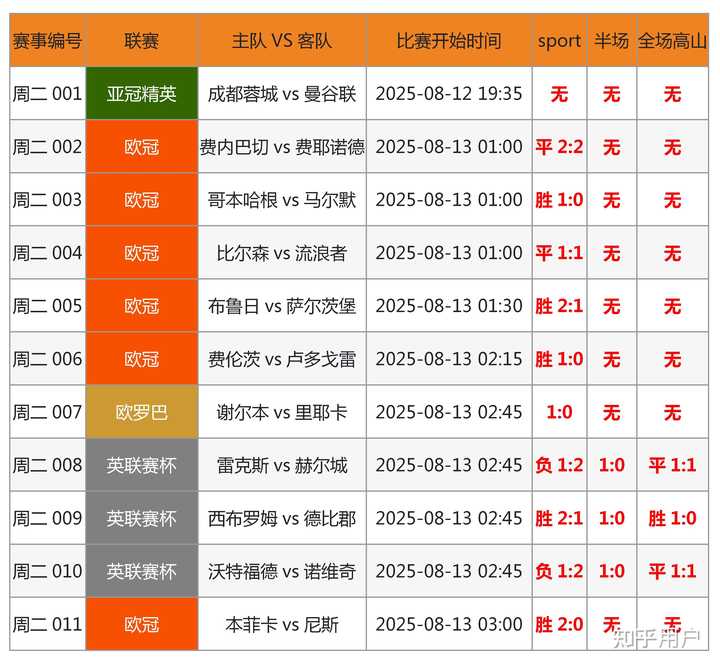 赛事编号 联赛 主队 VS 客队 比赛开始时间 sport 半场 全场高山
周二 001 亚冠精英 成都蓉城 vs 曼谷联 2025-08-12 19:35 无 无 无
周二 002 欧冠 费内巴切 vs 费耶诺德 2025-08-13 01:00 平 2:2 无 无
周二 003 欧冠 哥本哈根 vs 马尔默 2025-08-13 01:00 胜 1:0 无 无
周二 004 欧冠 比尔森 vs 流浪者 2025-08-13 01:00 平 1:1 无 无
周二 005 欧冠 布鲁日 vs 萨尔茨堡 2025-08-13 01:30 胜 2:1 无 无
周二 006 欧冠 费伦茨 vs 卢多戈雷 2025-08-13 02:15 胜 1:0 无 无
周二 007 欧罗巴 谢尔本 vs 里耶卡 2025-08-13 02:45 1:0 无 无
周二 008 英联赛杯 雷克斯 vs 赫尔城 2025-08-13 02:45 负 1:2 1:0 平 1:1
周二 009 英联赛杯 西布罗姆 vs 德比郡 2025-08-13 02:45 胜 2:1 1:0 胜 1:0
周二 010 英联赛杯 沃特福德 vs 诺维奇 2025-08-13 02:45 负 1:2 1:0 平 1:1
周二 011 欧冠 本菲卡 vs 尼斯 2025-08-13 03:00 胜 2:0 无 无
知乎用户